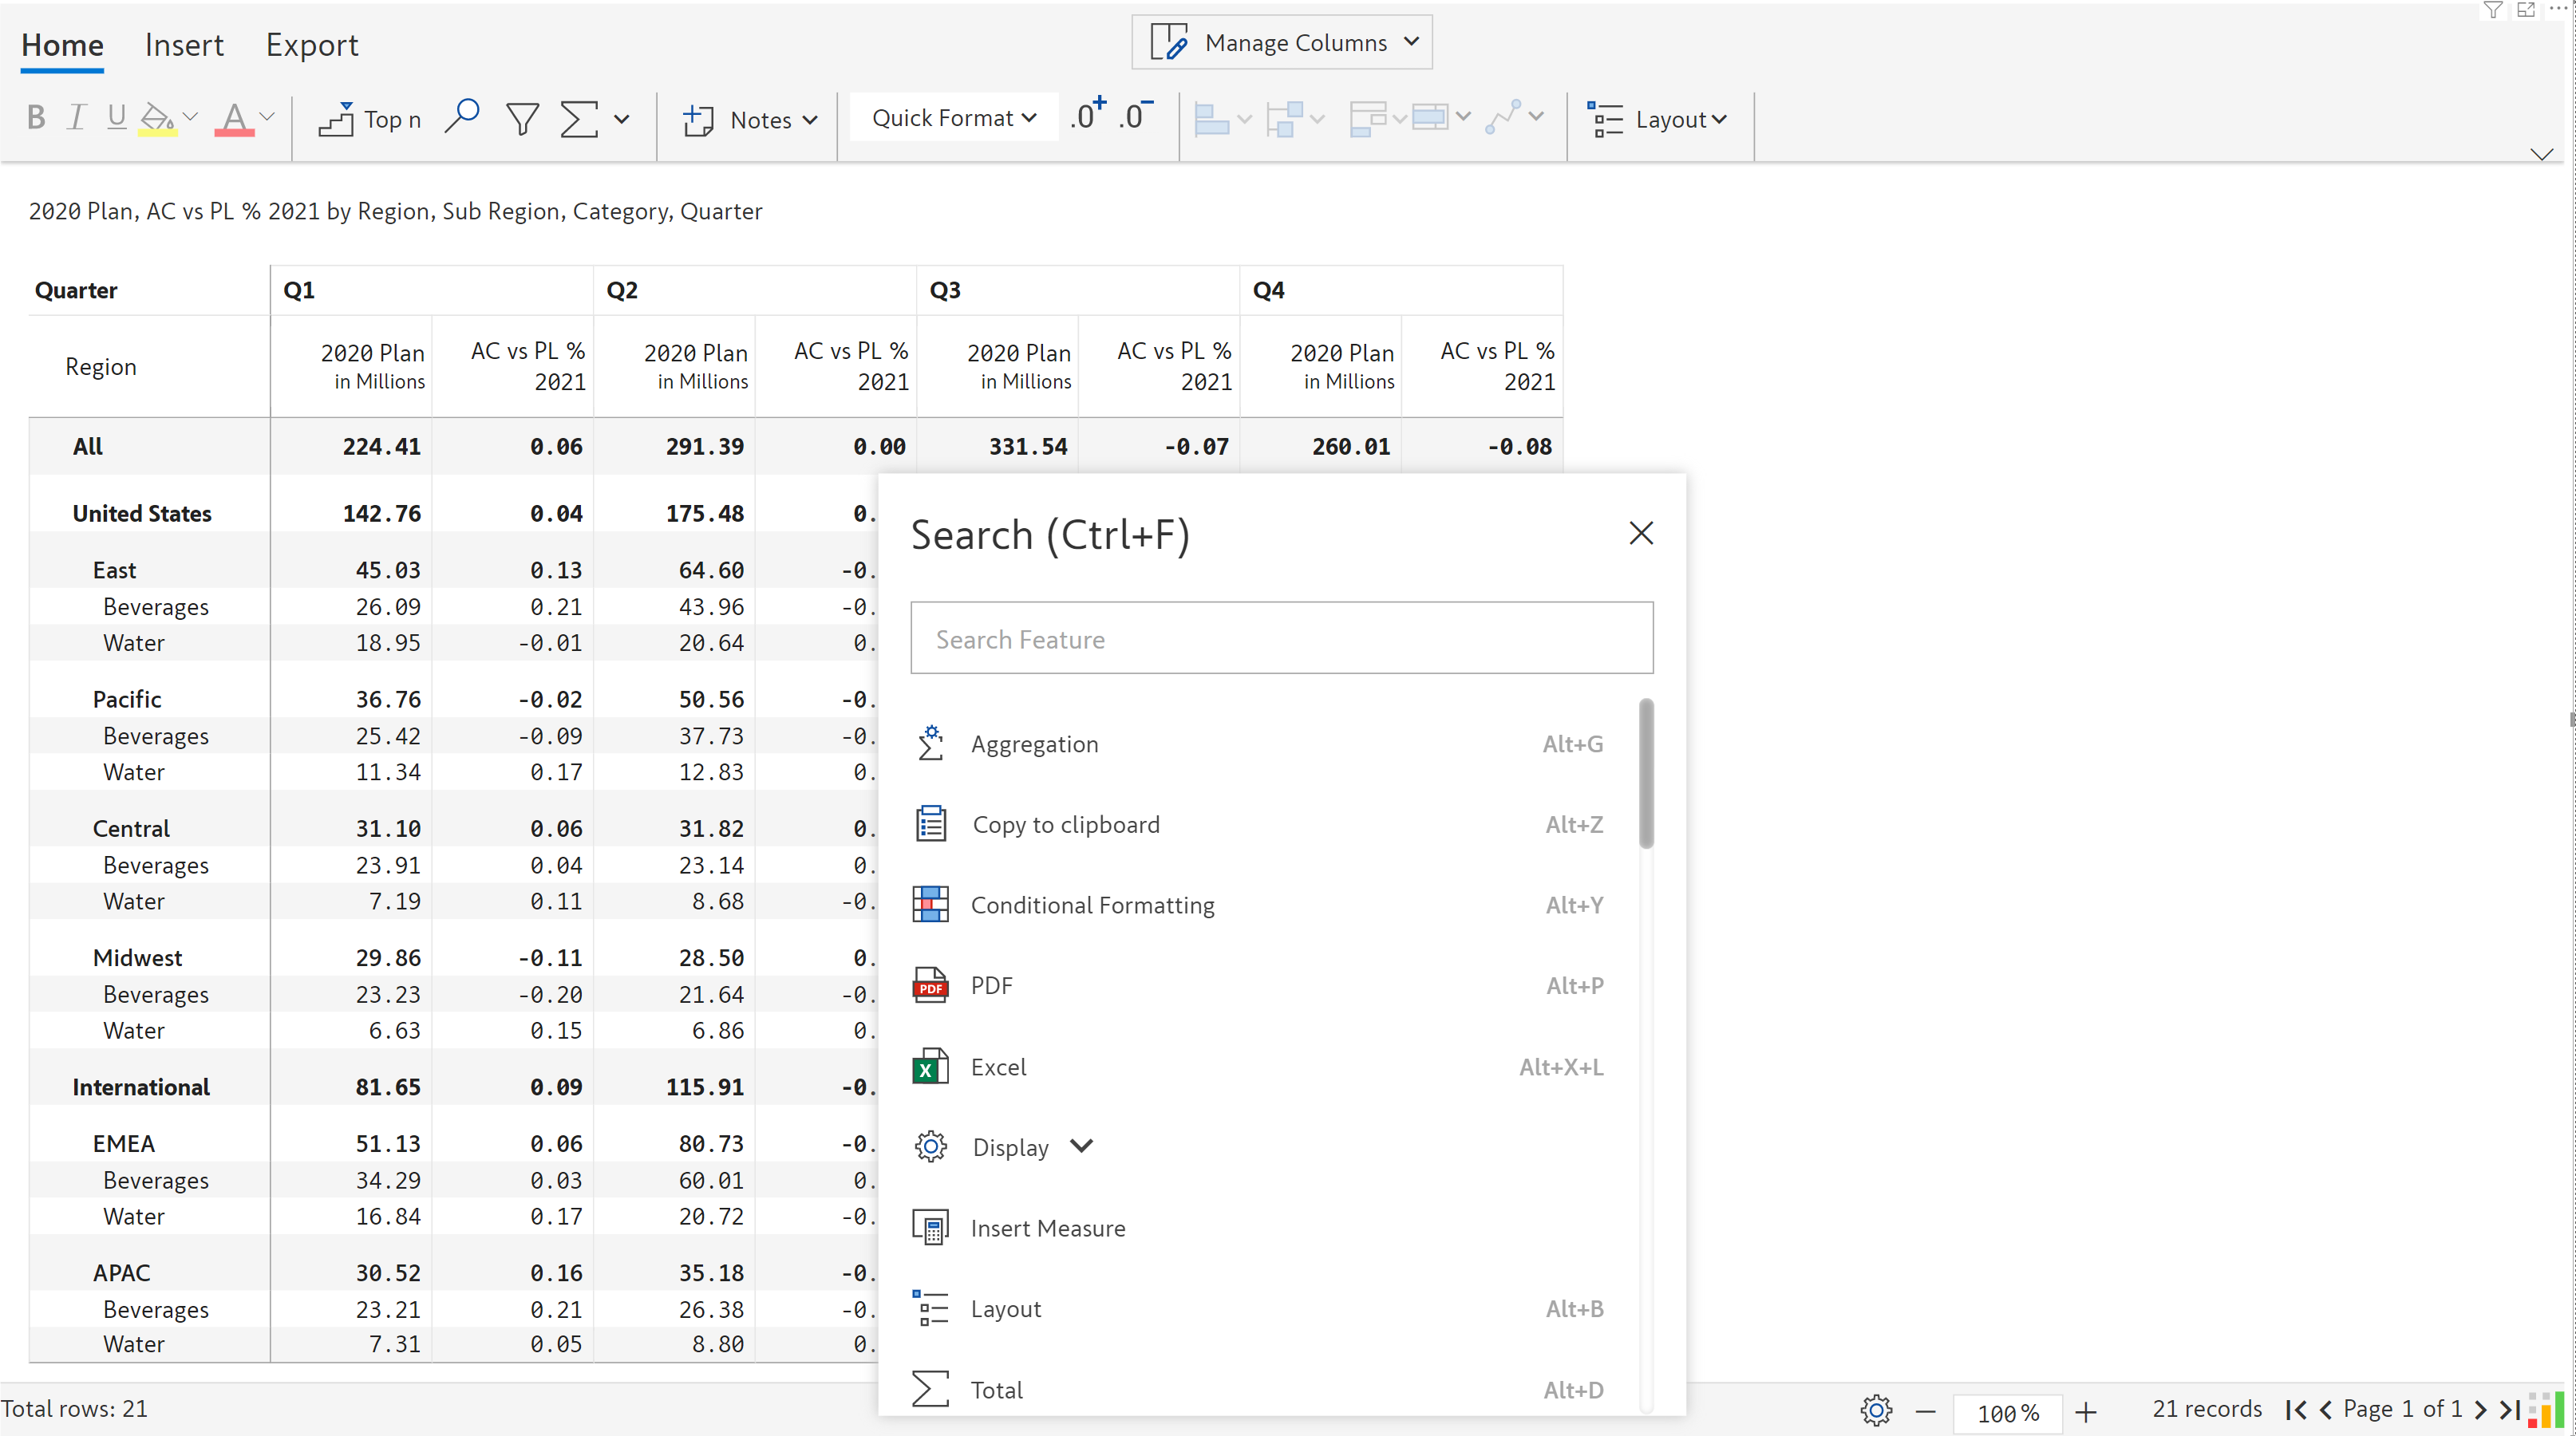 Home Insert Export
Manage Columns
B I U A Top n Notes Quick Format .0+ .0− Layout
2020 Plan, AC vs PL % 2021 by Region, Sub Region, Category, Quarter
Quarter Q1 Q2 Q3 Q4
Region 2020 Plan in Millions AC vs PL % 2021 2020 Plan in Millions AC vs PL % 2021 2020 Plan in Millions AC vs PL % 2021 2020 Plan in Millions AC vs PL % 2021
All 224.41 0.06 291.39 0.00 331.54 -0.07 260.01 -0.08
United States 142.76 0.04 175.48 0.
East 45.03 0.13 64.60 -0.
Beverages 26.09 0.21 43.96 -0.
Water 18.95 -0.01 20.64 0.
Pacific 36.76 -0.02 50.56 -0.
Beverages 25.42 -0.09 37.73 -0.
Water 11.34 0.17 12.83 0.
Central 31.10 0.06 31.82 0.
Beverages 23.91 0.04 23.14 0.
Water 7.19 0.11 8.68 -0.
Midwest 29.86 -0.11 28.50 0.
Beverages 23.23 -0.20 21.64 -0.
Water 6.63 0.15 6.86 0.
International 81.65 0.09 115.91 -0.
EMEA 51.13 0.06 80.73 -0.
Beverages 34.29 0.03 60.01 0.
Water 16.84 0.17 20.72 -0.
APAC 30.52 0.16 35.18 -0.
Beverages 23.21 0.21 26.38 -0.
Water 7.31 0.05 8.80 0.
Search (Ctrl+F)
Search Feature
Aggregation Alt+G
Copy to clipboard Alt+Z
Conditional Formatting Alt+Y
PDF PDF Alt+P
X Excel Alt+X+L
Display
Insert Measure
Layout Alt+B
Total Alt+D
Total rows: 21
100 % 21 records Page 1 of 1